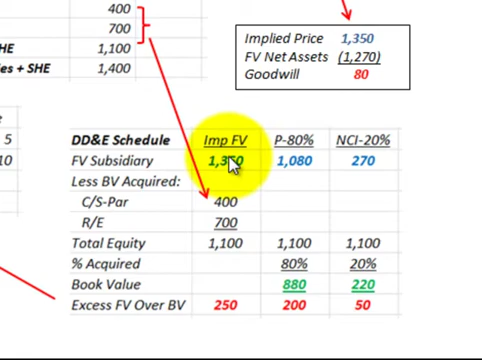 400
700
HE 1,100
es + SHE 1,400
Implied Price 1,350
FV Net Assets (1,270)
Goodwill 80
e
5
10
DD&E Schedule Imp FV P-80% NCI-20%
FV Subsidiary 1,080 270
Less BV Acquired:
C/S-Par 400
R/E 700
Total Equity 1,100 1,100 1,100
% Acquired 80% 20%
Book Value 880 220
Excess FV Over BV 250 200 50